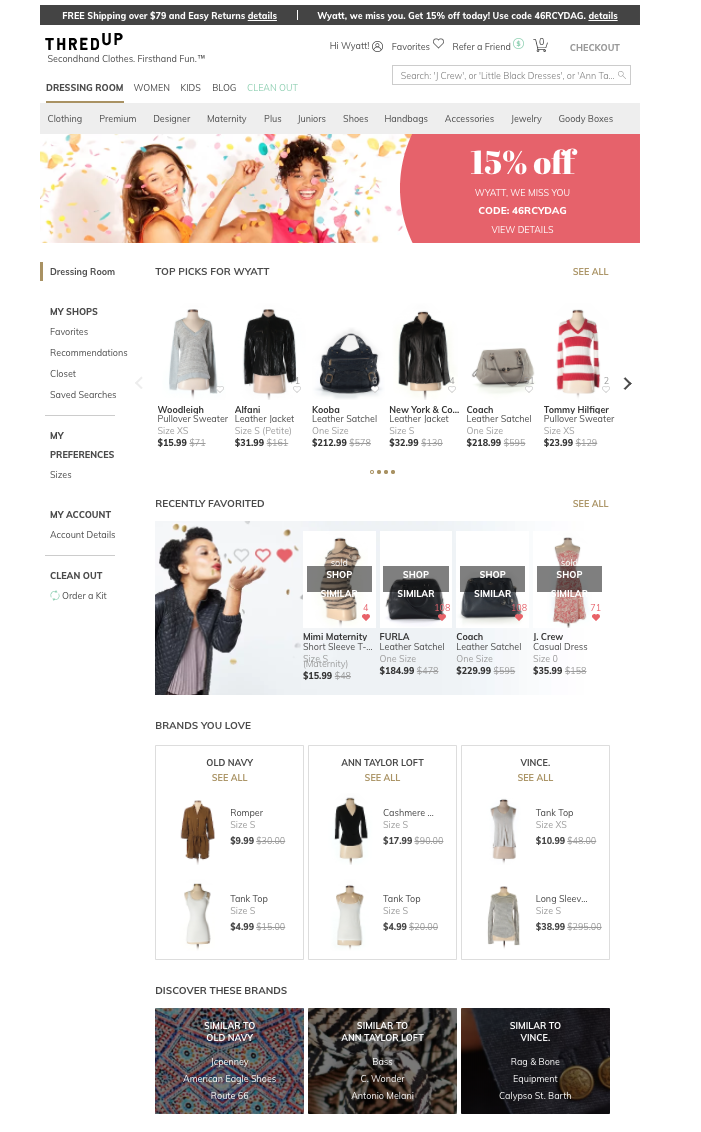 FREE Shipping over $79 and Easy Returns details
Wyatt, we miss you. Get 15% off today! Use code 46RCYDAG. details
THREDUP
Secondhand Clothes. Firsthand Fun.™
Hi Wyatt!
Favorites
Refer a Friend
$
0
CHECKOUT
Search: 'J Crew', or 'Little Black Dresses', or 'Ann Ta...
DRESSING ROOM WOMEN KIDS BLOG CLEAN OUT
Clothing Premium Designer Maternity Plus Juniors Shoes Handbags Accessories Jewelry Goody Boxes
15% off
WYATT, WE MISS YOU
CODE: 46RCYDAG
VIEW DETAILS
Dressing Room
MY SHOPS
Favorites
Recommendations
Closet
Saved Searches
MY
PREFERENCES
Sizes
MY ACCOUNT
Account Details
CLEAN OUT
Order a Kit
TOP PICKS FOR WYATT
SEE ALL
Woodleigh
Pullover Sweater
Size XS
$15.99 $71
1
Alfani
Leather Jacket
Size S (Petite)
$31.99 $161
6
Kooba
Leather Satchel
One Size
$212.99 $578
4
New York & Co...
Leather Jacket
Size S
$32.99 $130
1
Coach
Leather Satchel
One Size
$218.99 $595
2
Tommy Hilfiger
Pullover Sweater
Size XS
$23.99 $129
RECENTLY FAVORITED
SEE ALL
sold
SHOP
SIMILAR
4
Mimi Maternity
Short Sleeve T-...
Size S
(Maternity)
$15.99 $48
SHOP
SIMILAR
108
FURLA
Leather Satchel
One Size
$184.99 $478
SHOP
SIMILAR
108
Coach
Leather Satchel
One Size
$229.99 $595
sold
SHOP
SIMILAR
71
J. Crew
Casual Dress
Size 0
$35.99 $158
BRANDS YOU LOVE
OLD NAVY
SEE ALL
Romper
Size S
$9.99 $30.00
Tank Top
Size S
$4.99 $15.00
ANN TAYLOR LOFT
SEE ALL
Cashmere ...
Size S
$17.99 $90.00
Tank Top
Size S
$4.99 $20.00
VINCE.
SEE ALL
Tank Top
Size XS
$10.99 $48.00
Long Sleev...
Size S
$38.99 $295.00
DISCOVER THESE BRANDS
SIMILAR TO
OLD NAVY
Jcpenney
American Eagle Shoes
Route 66
SIMILAR TO
ANN TAYLOR LOFT
Bass
C. Wonder
Antonio Melani
SIMILAR TO
VINCE.
Rag & Bone
Equipment
Calypso St. Barth